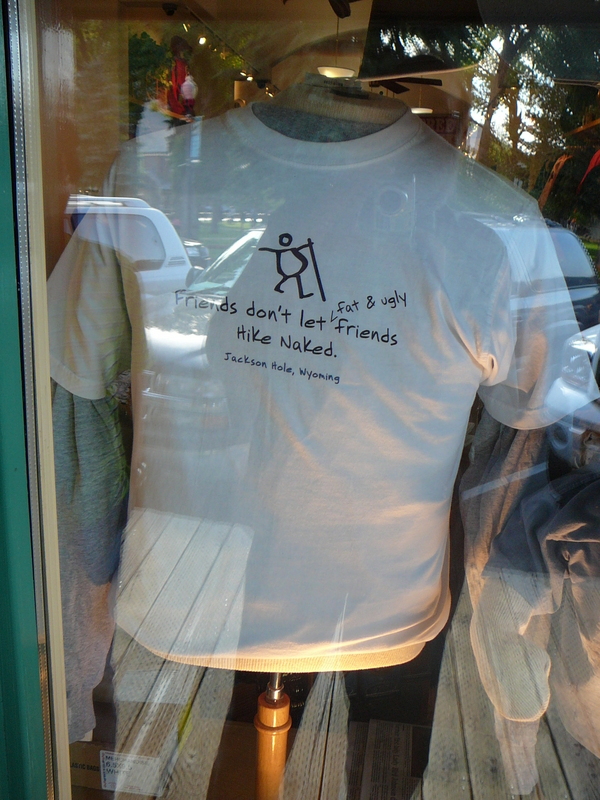 Friends don't let fat & ugly friends
Hike Naked.
Jackson Hole, Wyoming